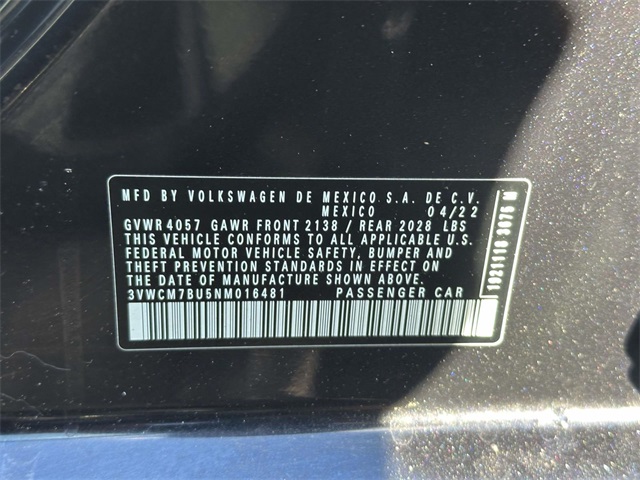 MFD BY VOLKSWAGEN DE MEXICO S.A. DE C.V.
MEXICO 04/22
GVWR 4057 GAWR FRONT 2138 / REAR 2028 LBS
THIS VEHICLE CONFORMS TO ALL APPLICABLE U.S.
FEDERAL MOTOR VEHICLE SAFETY, BUMPER AND
THEFT PREVENTION STANDARDS IN EFFECT ON
THE DATE OF MANUFACTURE SHOWN ABOVE.
3VWCM7BU5NM016481 PASSENGER CAR